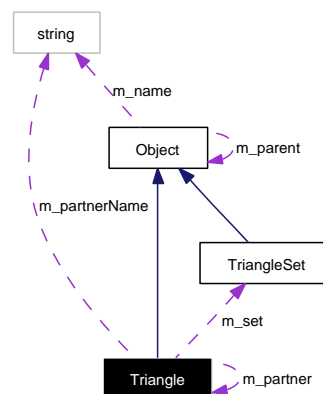 string
m_name
Object
m_parent
m_partnerName
TriangleSet
m_set
Triangle
m_partner